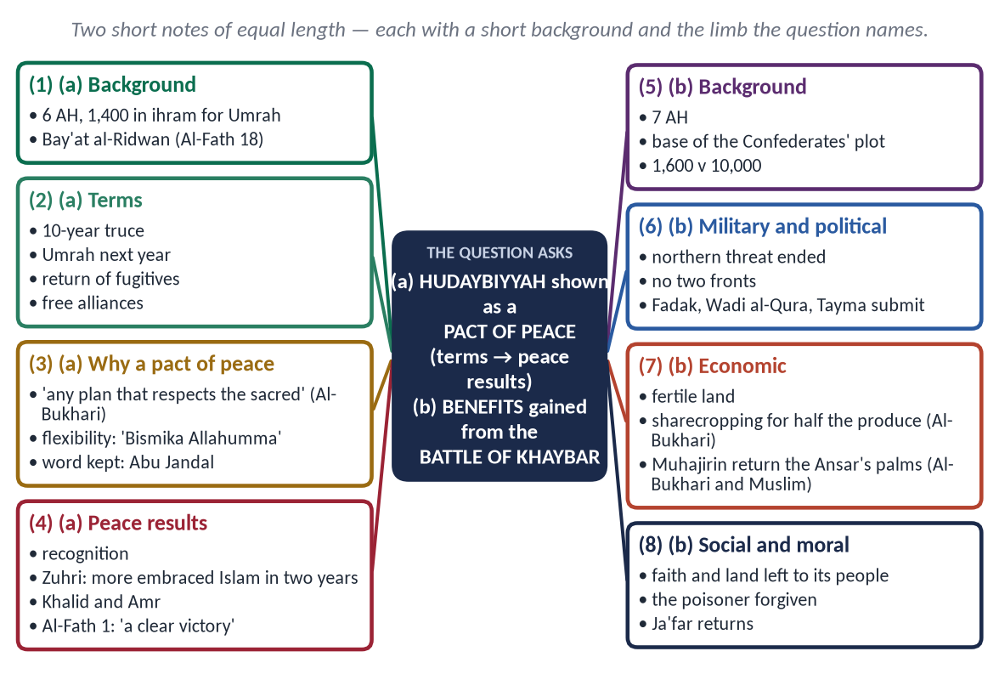 Two short notes of equal length — each with a short background and the limb the question names.
(1) (a) Background
• 6 AH, 1,400 in ihram for Umrah
• Bay'at al-Ridwan (Al-Fath 18)
(2) (a) Terms
• 10-year truce
• Umrah next year
• return of fugitives
• free alliances
(3) (a) Why a pact of peace
• 'any plan that respects the sacred' (Al-
Bukhari)
• flexibility: 'Bismika Allahumma'
• word kept: Abu Jandal
(4) (a) Peace results
• recognition
• Zuhri: more embraced Islam in two years
• Khalid and Amr
• Al-Fath 1: 'a clear victory'
THE QUESTION ASKS
(a) HUDAYBIYYAH shown
as a
PACT OF PEACE
(terms → peace
results)
(b) BENEFITS gained
from the
BATTLE OF KHAYBAR
(5) (b) Background
• 7 AH
• base of the Confederates' plot
• 1,600 v 10,000
(6) (b) Military and political
• northern threat ended
• no two fronts
• Fadak, Wadi al-Qura, Tayma submit
(7) (b) Economic
• fertile land
• sharecropping for half the produce (Al-
Bukhari)
• Muhajirin return the Ansar's palms (Al-
Bukhari and Muslim)
(8) (b) Social and moral
• faith and land left to its people
• the poisoner forgiven
• Ja'far returns